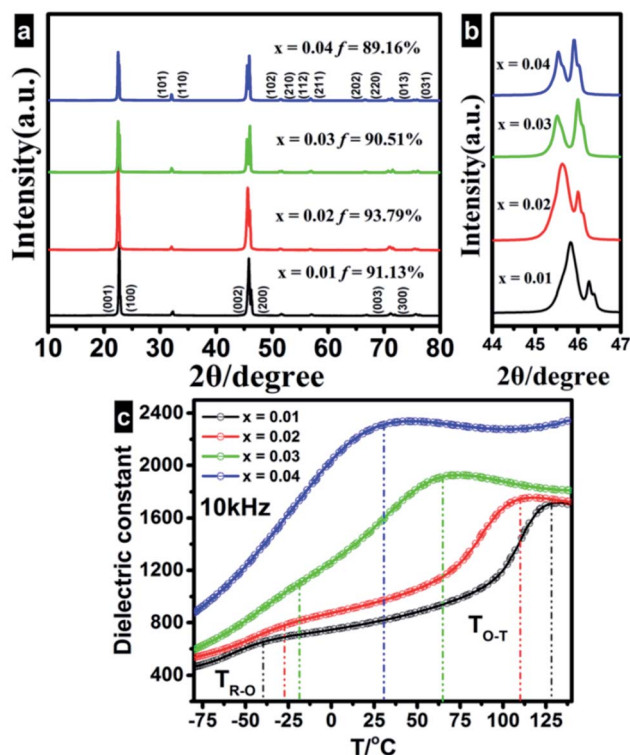 a
Intensity(a.u.)
x = 0.04 f = 89.16%
(101)
(110)
(102)
(210)
(112)
(211)
(202)
(220)
(013)
(031)
x = 0.03 f = 90.51%
x = 0.02 f = 93.79%
x = 0.01 f = 91.13%
(001)
(100)
(002)
(200)
(003)
(300)
10 20 30 40 50 60 70 80
2θ/degree
b
Intensity(a.u.)
x = 0.04
x = 0.03
x = 0.02
x = 0.01
44 45 46 47
2θ/degree
c
Dielectric constant
2400
2000
1600
1200
800
400
x = 0.01
x = 0.02
x = 0.03
x = 0.04
10kHz
T_R-O
T_O-T
-75 -50 -25 0 25 50 75 100 125
T/°C